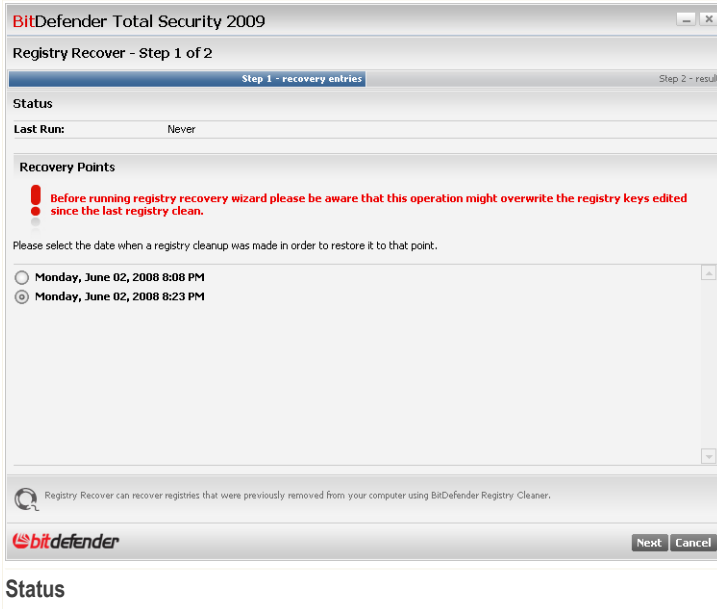 BitDefender Total Security 2009
Registry Recover - Step 1 of 2
Step 1 - recovery entries
Step 2 - resul
Status
Last Run: Never
Recovery Points
Before running registry recovery wizard please be aware that this operation might overwrite the registry keys edited
since the last registry clean.
Please select the date when a registry cleanup was made in order to restore it to that point.
Monday, June 02, 2008 8:08 PM
Monday, June 02, 2008 8:23 PM
Registry Recover can recover registries that were previously removed from your computer using BitDefender Registry Cleaner.
bitdefender
Next Cancel
Status